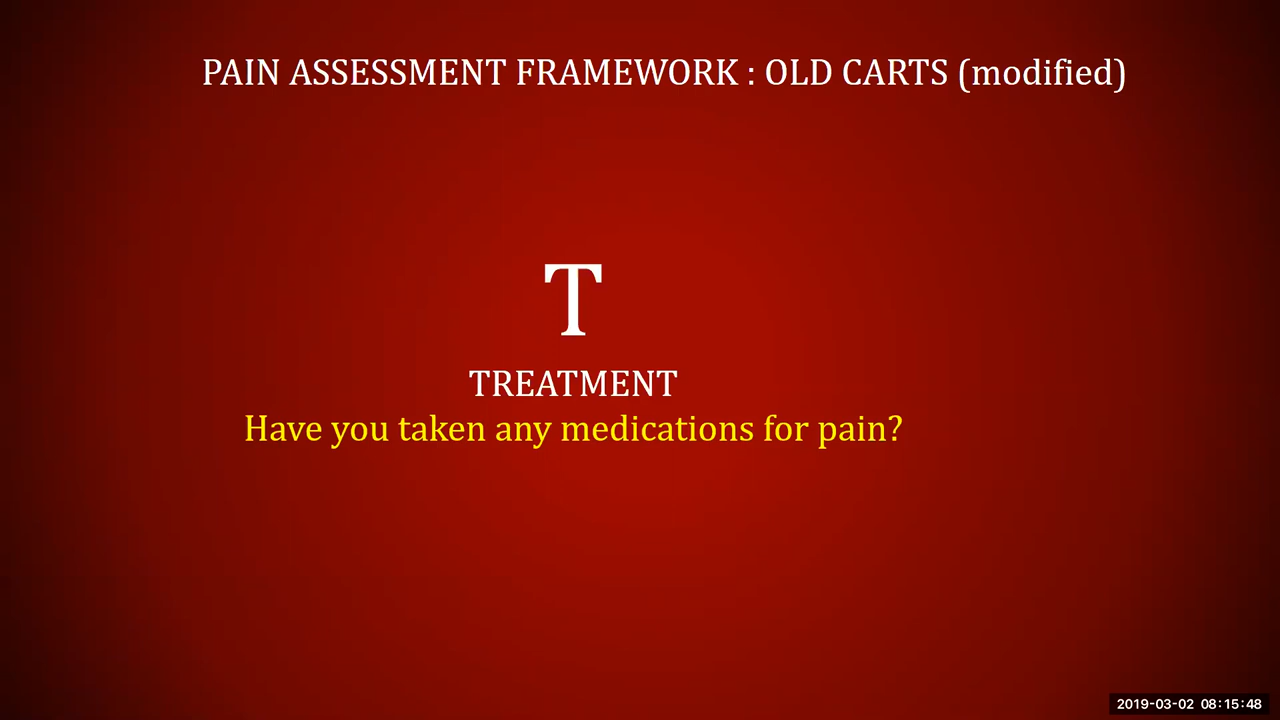 PAIN ASSESSMENT FRAMEWORK : OLD CARTS (modified)
T
TREATMENT
Have you taken any medications for pain?
2019-03-02 08:15:48